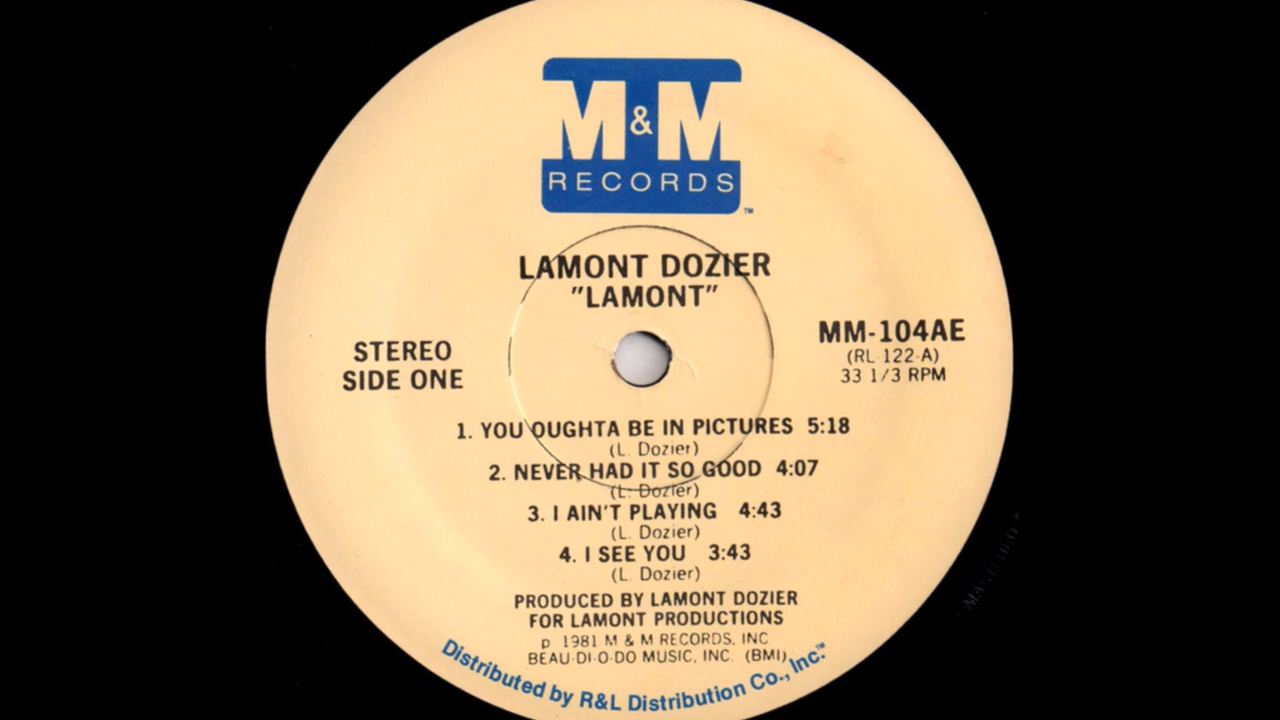 M&M
RECORDS
™
LAMONT DOZIER
"LAMONT"
STEREO
SIDE ONE
MM-104AE
(RL-122-A)
33 1/3 RPM
1. YOU OUGHTA BE IN PICTURES 5:18
(L. Dozier)
2. NEVER HAD IT SO GOOD 4:07
(L. Dozier)
3. I AIN'T PLAYING 4:43
(L. Dozier)
4. I SEE YOU 3:43
(L. Dozier)
PRODUCED BY LAMONT DOZIER
FOR LAMONT PRODUCTIONS
p 1981 M & M RECORDS, INC.
BEAU-DI-O-DO MUSIC, INC. (BMI)
Distributed by R&L Distribution Co., Inc.™